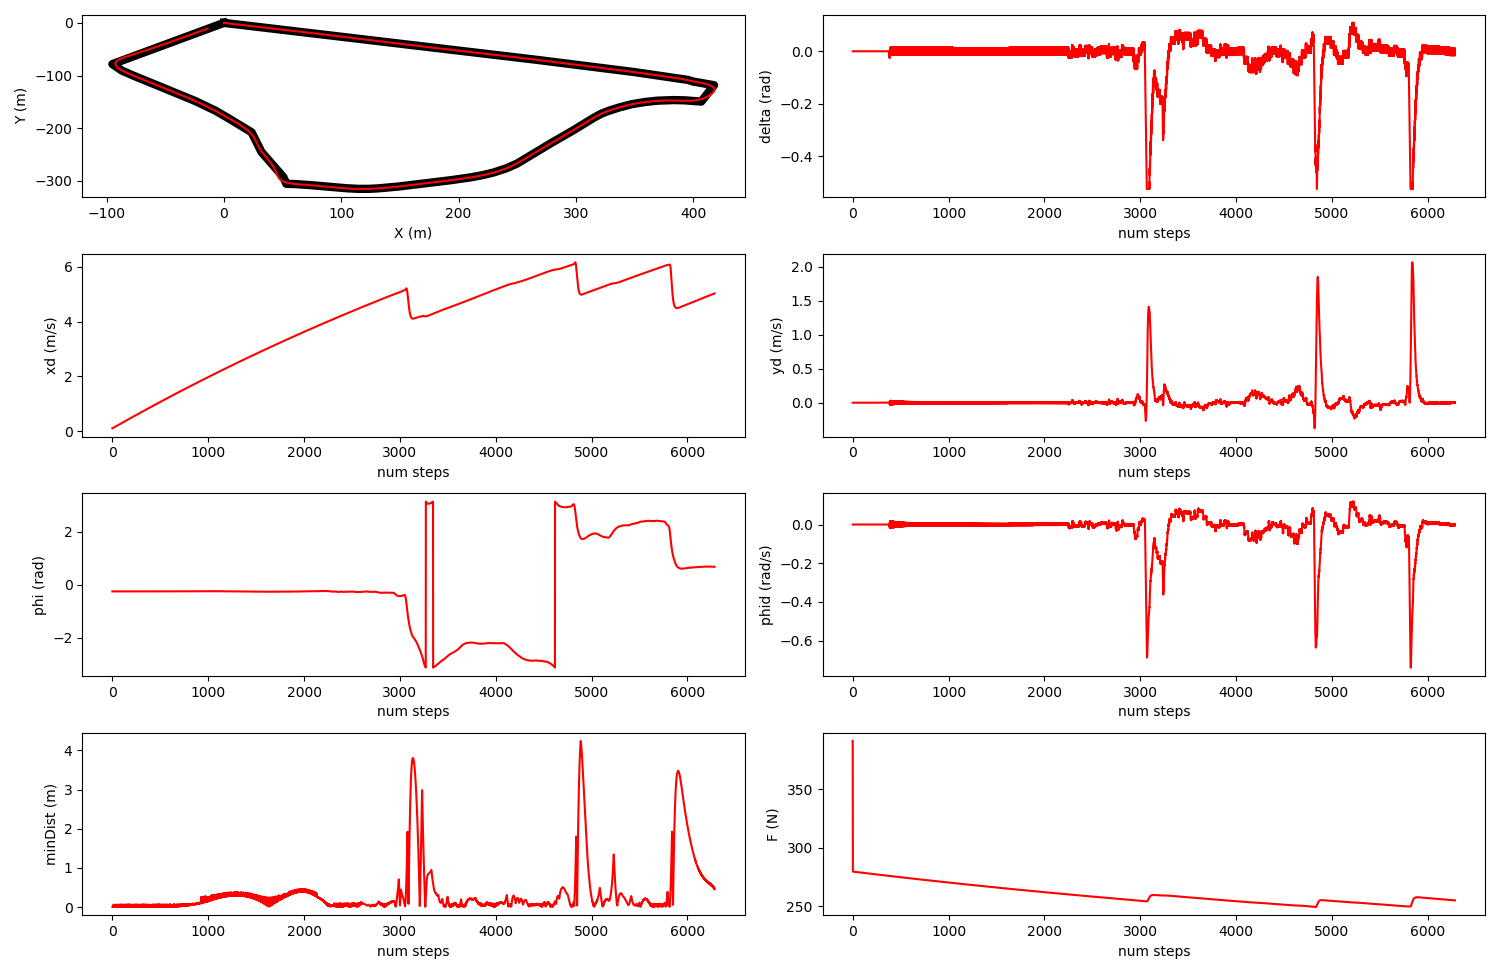 Y (m)
0
−100
−200
−300
−100 0 100 200 300 400
X (m)
delta (rad)
0.0
−0.2
−0.4
0 1000 2000 3000 4000 5000 6000
num steps
xd (m/s)
6
4
2
0
0 1000 2000 3000 4000 5000 6000
num steps
yd (m/s)
2.0
1.5
1.0
0.5
0.0
0 1000 2000 3000 4000 5000 6000
num steps
phi (rad)
2
0
−2
0 1000 2000 3000 4000 5000 6000
num steps
phid (rad/s)
0.0
−0.2
−0.4
−0.6
0 1000 2000 3000 4000 5000 6000
num steps
minDist (m)
4
3
2
1
0
0 1000 2000 3000 4000 5000 6000
num steps
F (N)
350
300
250
0 1000 2000 3000 4000 5000 6000
num steps